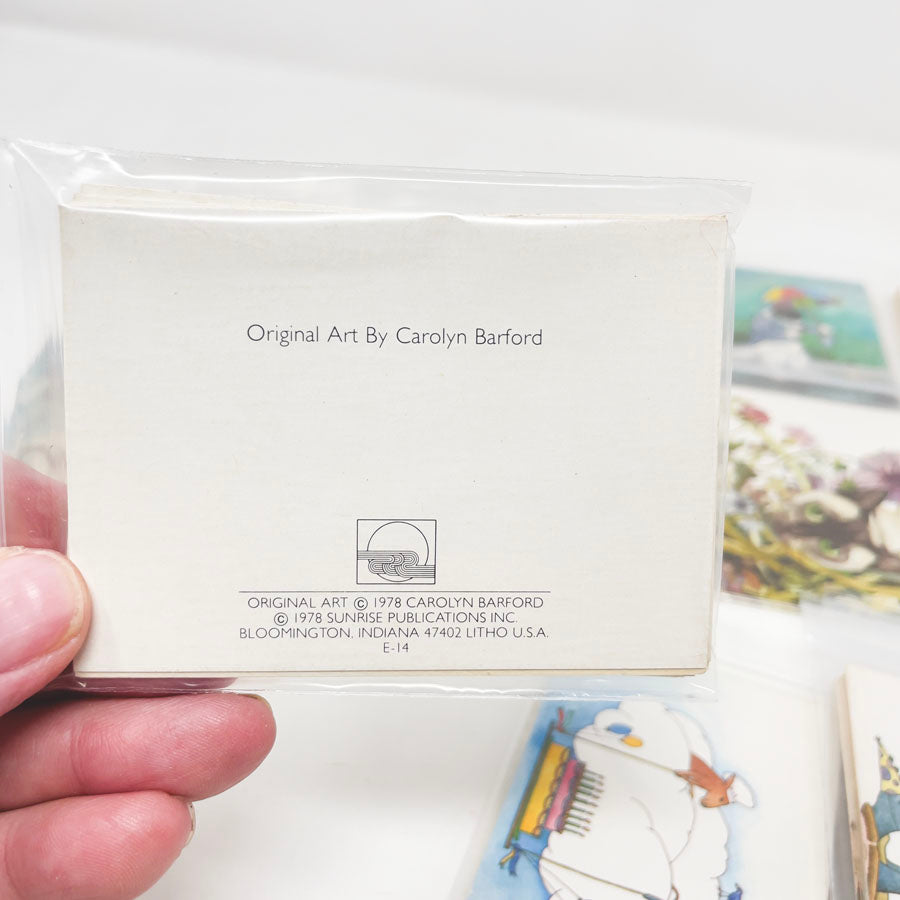 Original Art By Carolyn Barford
ORIGINAL ART © 1978 CAROLYN BARFORD
© 1978 SUNRISE PUBLICATIONS INC.
BLOOMINGTON, INDIANA 47402 LITHO U.S.A.
E-14